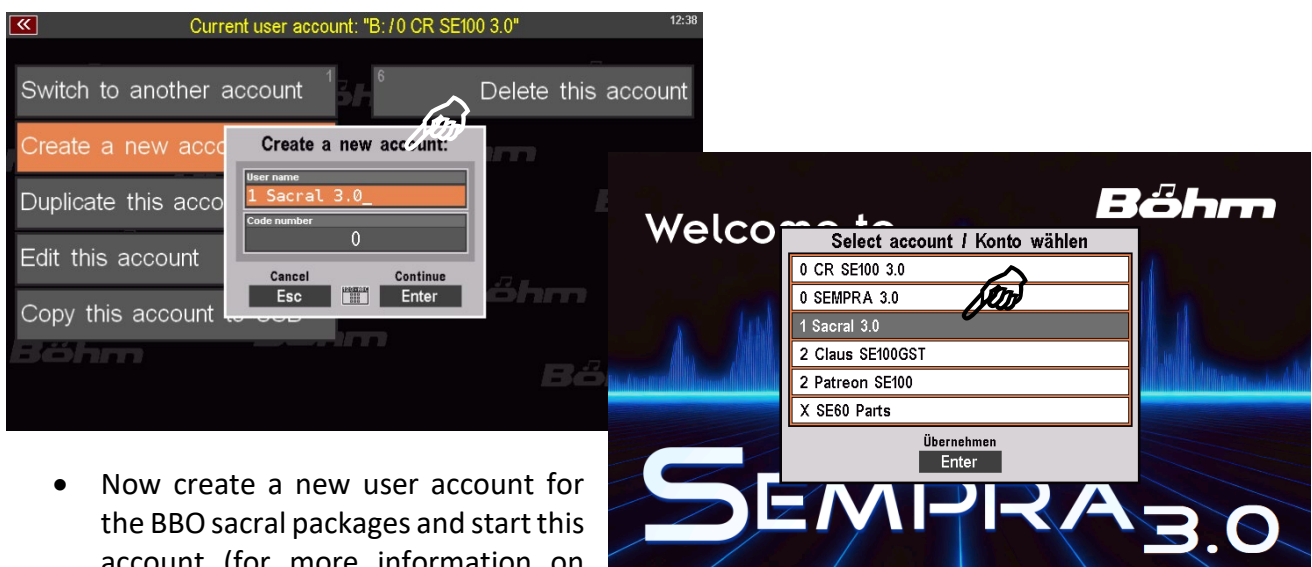 Current user account: "B: / 0 CR SE100 3.0"
12:38
Switch to another account
1
6
Delete this account
Create a new acco
Duplicate this acco
Edit this account
Copy this account
Create a new account:
User name
1 Sacral 3.0_
Code number
0
Cancel
Continue
Esc
Enter
Böhm
Böhm
Welco
Select account / Konto wählen
0 CR SE100 3.0
0 SEMPRA 3.0
1 Sacral 3.0
2 Claus SE100GST
2 Patreon SE100
X SE60 Parts
Übernehmen
Enter
SEMPRA 3.0
• Now create a new user account for
the BBO sacral packages and start this
account (for more information on